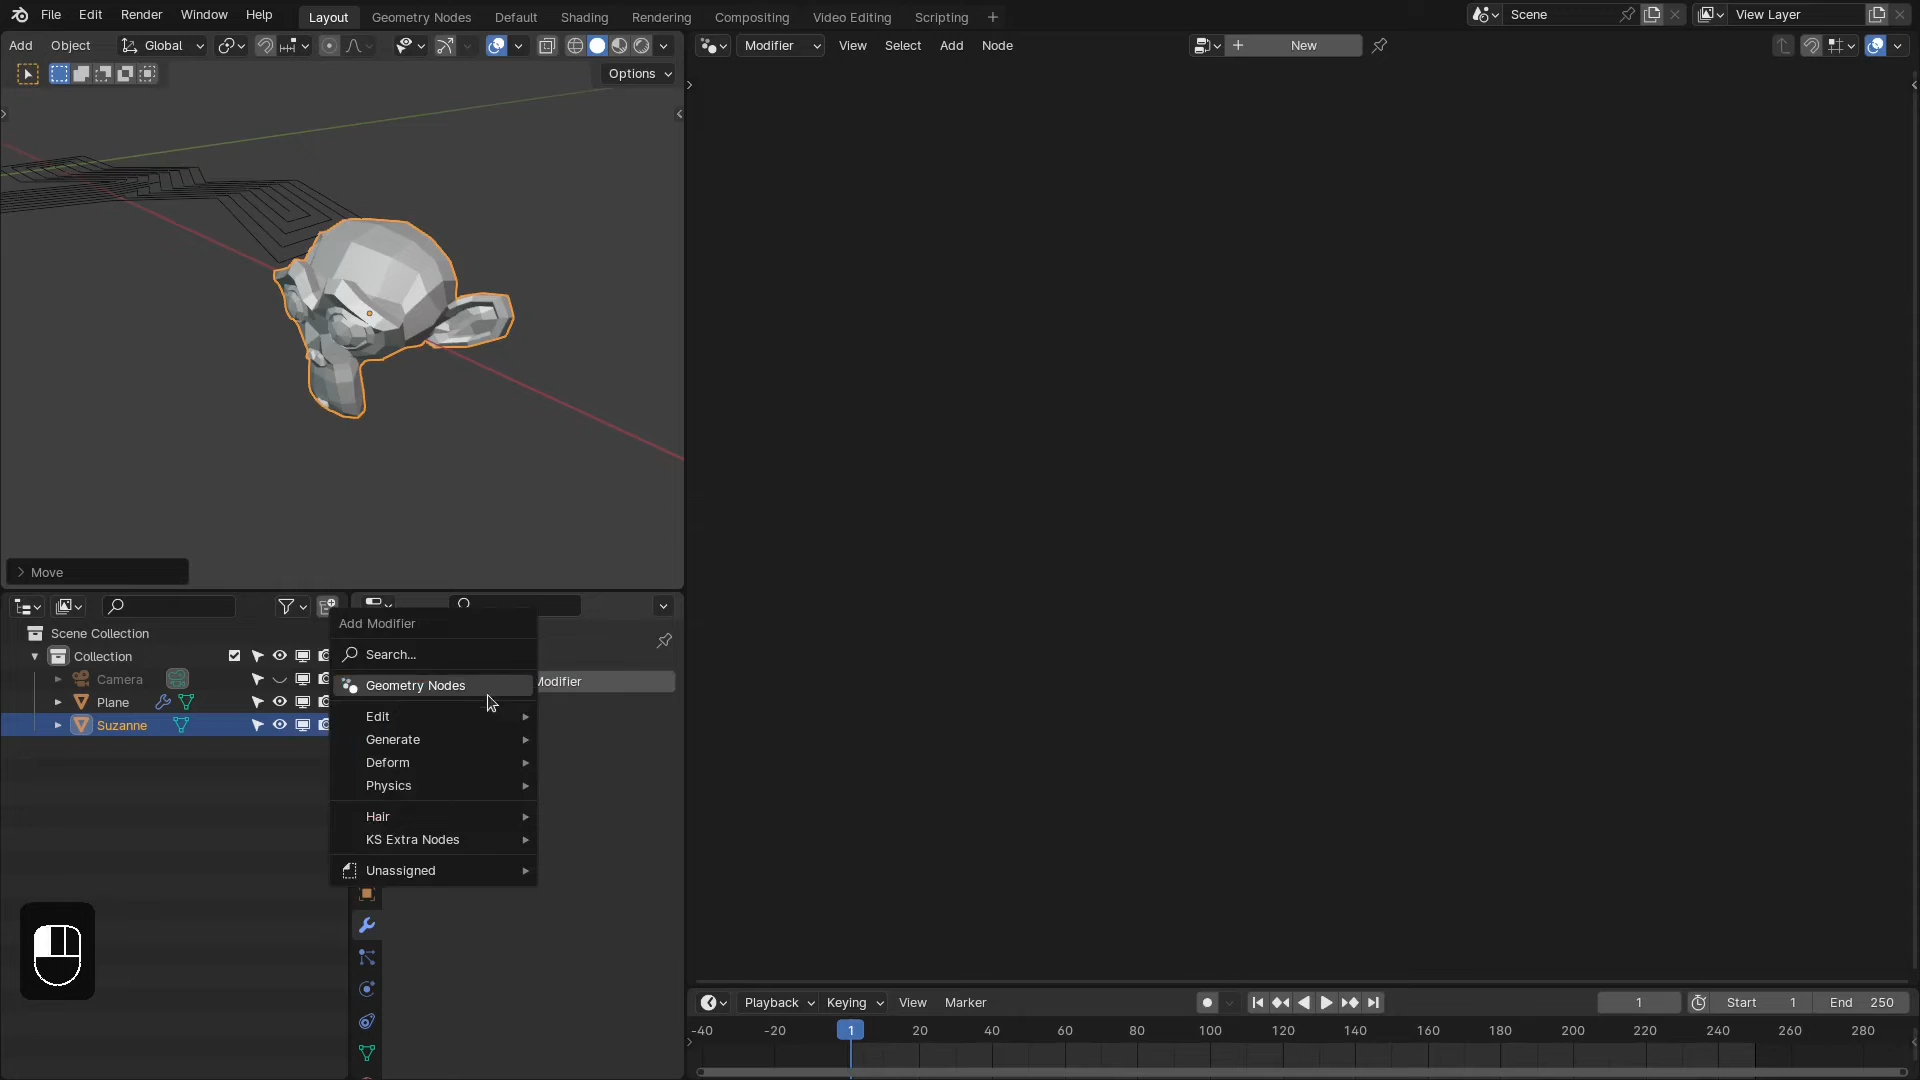 File Edit Render Window Help Layout Geometry Nodes Default Shading Rendering Compositing Video Editing Scripting + Scene View Layer
Add Object Global
Modifier View Select Add Node + New
Options
Move
Scene Collection
Collection
Camera
Plane
Suzanne
Add Modifier
Search...
Geometry Nodes
Modifier
Edit
Generate
Deform
Physics
Hair
KS Extra Nodes
Unassigned
Playback Keying View Marker 1 Start 1 End 250
-40 -20 1 20 40 60 80 100 120 140 160 180 200 220 240 260 280